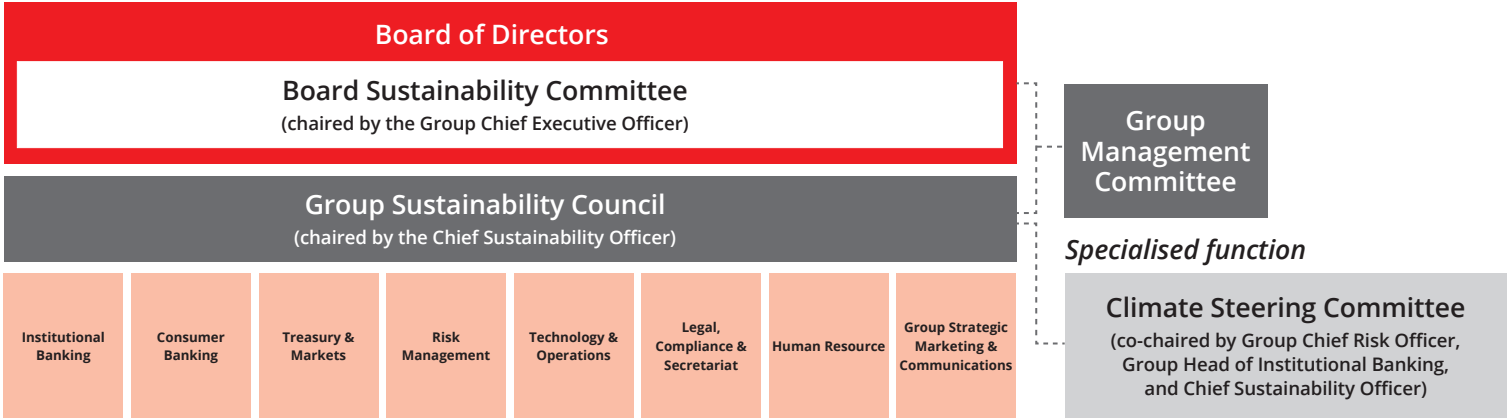 Board of Directors
Board Sustainability Committee
(chaired by the Group Chief Executive Officer)
Group
Management
Committee
Group Sustainability Council
(chaired by the Chief Sustainability Officer)
Specialised function
Climate Steering Committee
(co-chaired by Group Chief Risk Officer,
Group Head of Institutional Banking,
and Chief Sustainability Officer)
Institutional
Banking
Consumer
Banking
Treasury &
Markets
Risk
Management
Technology &
Operations
Legal,
Compliance &
Secretariat
Human Resource
Group Strategic
Marketing &
Communications